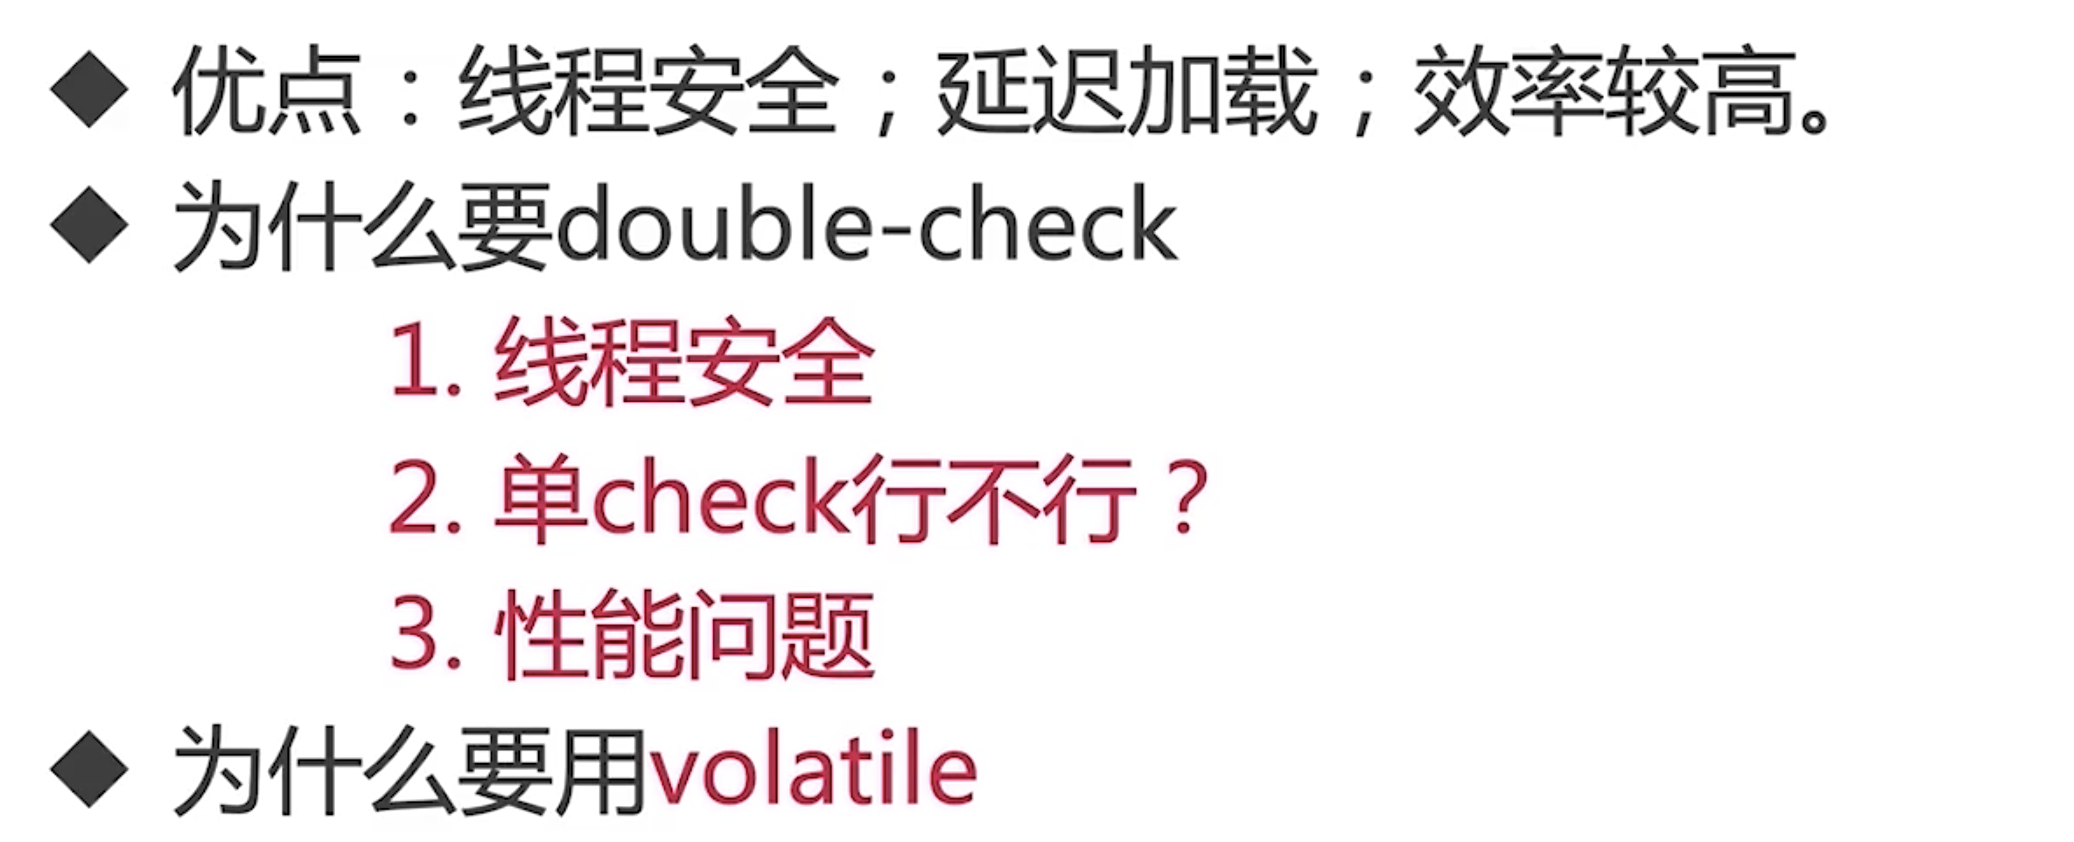 ◆ 优点：线程安全；延迟加载；效率较高。
◆ 为什么要double-check
1. 线程安全
2. 单check行不行？
3. 性能问题
◆ 为什么要用volatile